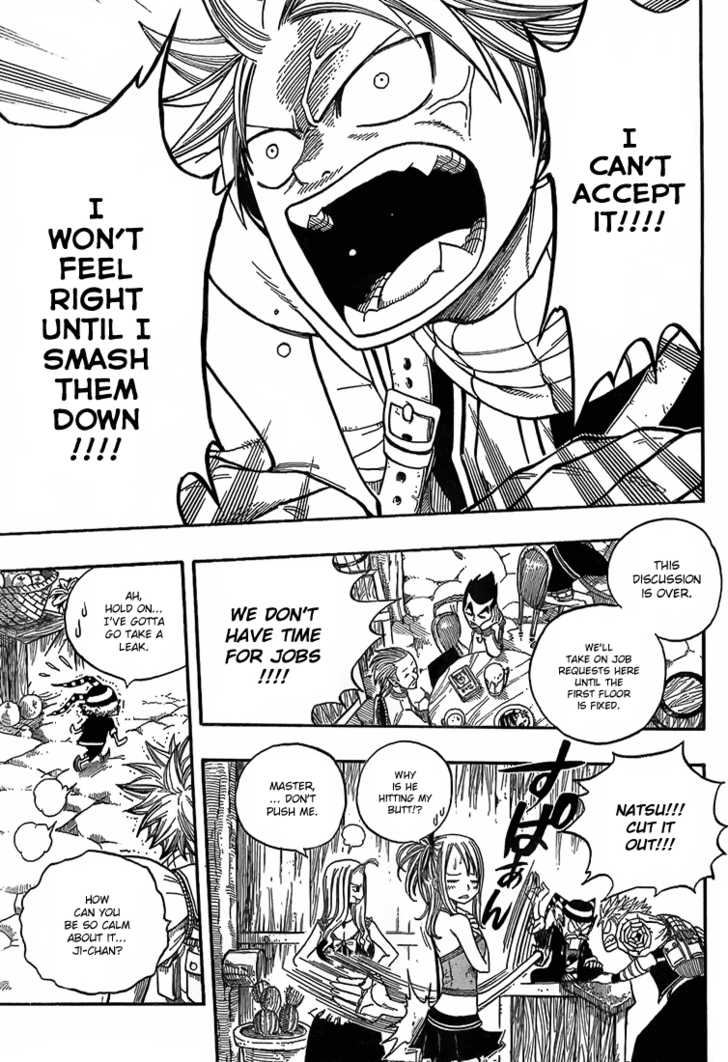 I
CAN'T
ACCEPT
IT!!!!
I
WON'T
FEEL
RIGHT
UNTIL I
SMASH
THEM
DOWN
!!!!
THIS
DISCUSSION
IS OVER.
WE'LL
TAKE ON JOB
REQUESTS HERE
UNTIL THE
FIRST FLOOR
IS FIXED.
WE DON'T
HAVE TIME
FOR JOBS
!!!!
NATSU!!!
CUT IT
OUT!!!
すぱぁん
WHY
IS HE
HITTING MY
BUTT!?
MASTER,
... DON'T
PUSH ME.
AH,
HOLD ON...
I'VE GOTTA
GO TAKE A
LEAK.
HOW
CAN YOU
BE SO CALM
ABOUT IT...
JI-CHAN?